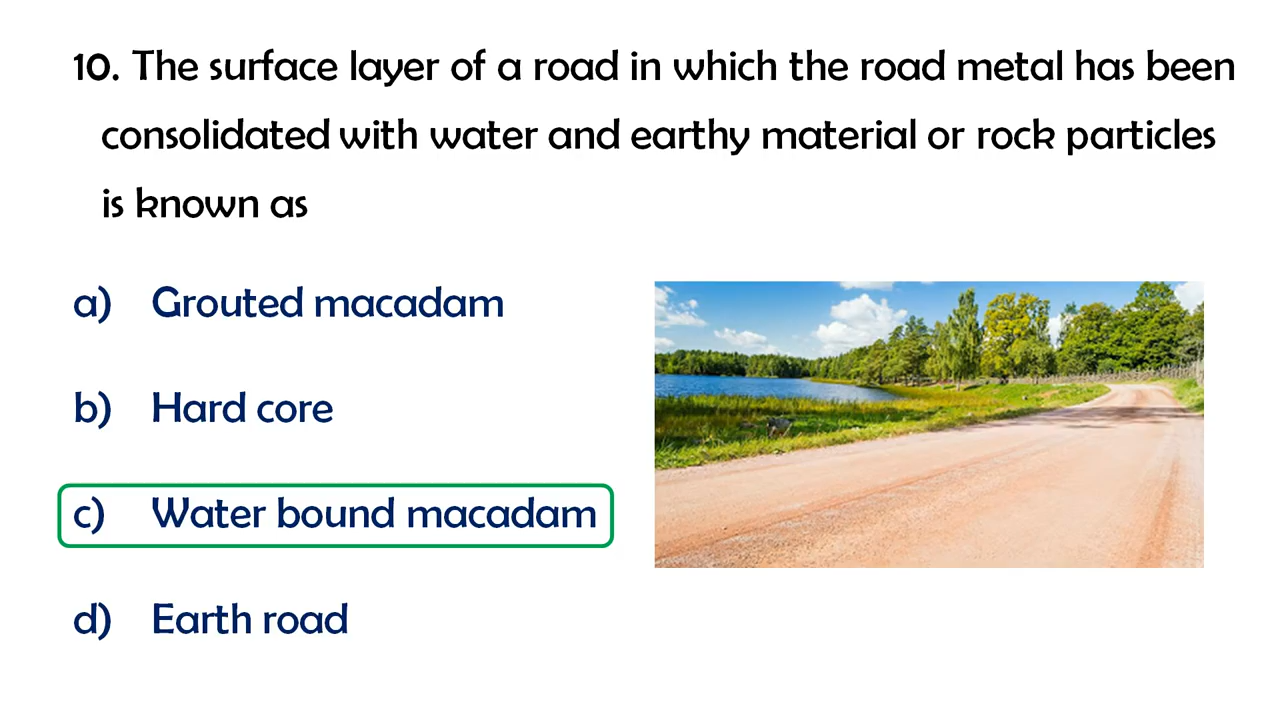 10. The surface layer of a road in which the road metal has been
consolidated with water and earthy material or rock particles
is known as
a) Grouted macadam
b) Hard core
c) Water bound macadam
d) Earth road